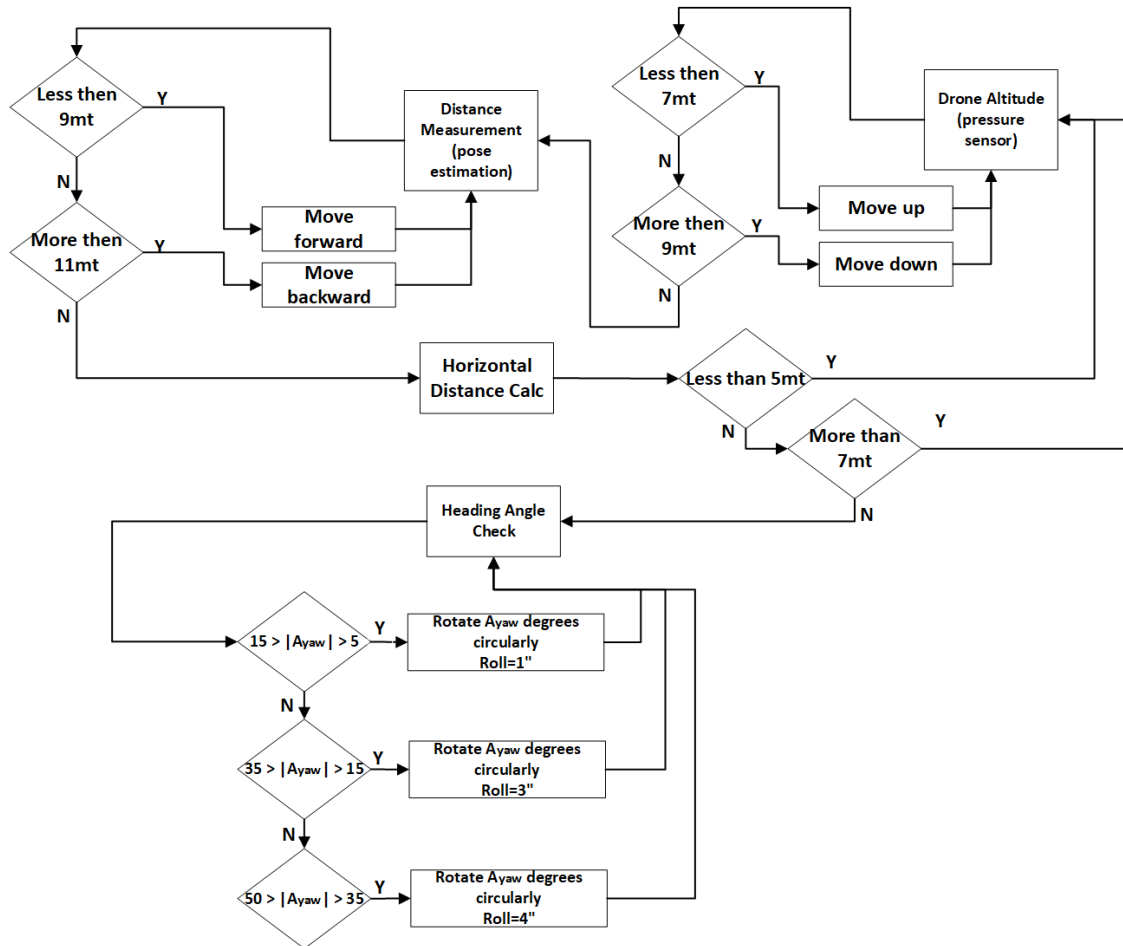 Less then
9mt
Y
N
More then
11mt
Y
N
Move
forward
Move
backward
Distance
Measurement
(pose
estimation)
Less then
7mt
Y
N
More then
9mt
Y
N
Move up
Move down
Drone Altitude
(pressure
sensor)
Horizontal
Distance Calc
Less than 5mt
Y
N
More than
7mt
Y
N
Heading Angle
Check
15 > |Ayaw| > 5
Y
Rotate Ayaw degrees
circularly
Roll=1"
N
35 > |Ayaw| > 15
Y
Rotate Ayaw degrees
circularly
Roll=3"
N
50 > |Ayaw| > 35
Y
Rotate Ayaw degrees
circularly
Roll=4"